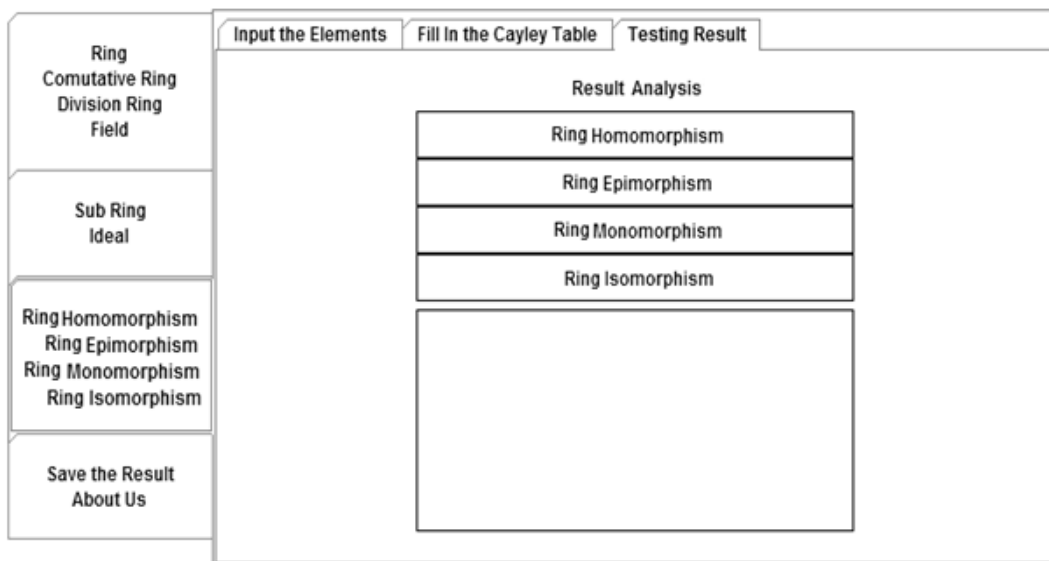 Ring
Comutative Ring
Division Ring
Field
Sub Ring
Ideal
Ring Homomorphism
Ring Epimorphism
Ring Monomorphism
Ring Isomorphism
Save the Result
About Us
Input the Elements
Fill In the Cayley Table
Testing Result
Result Analysis
Ring Homomorphism
Ring Epimorphism
Ring Monomorphism
Ring Isomorphism